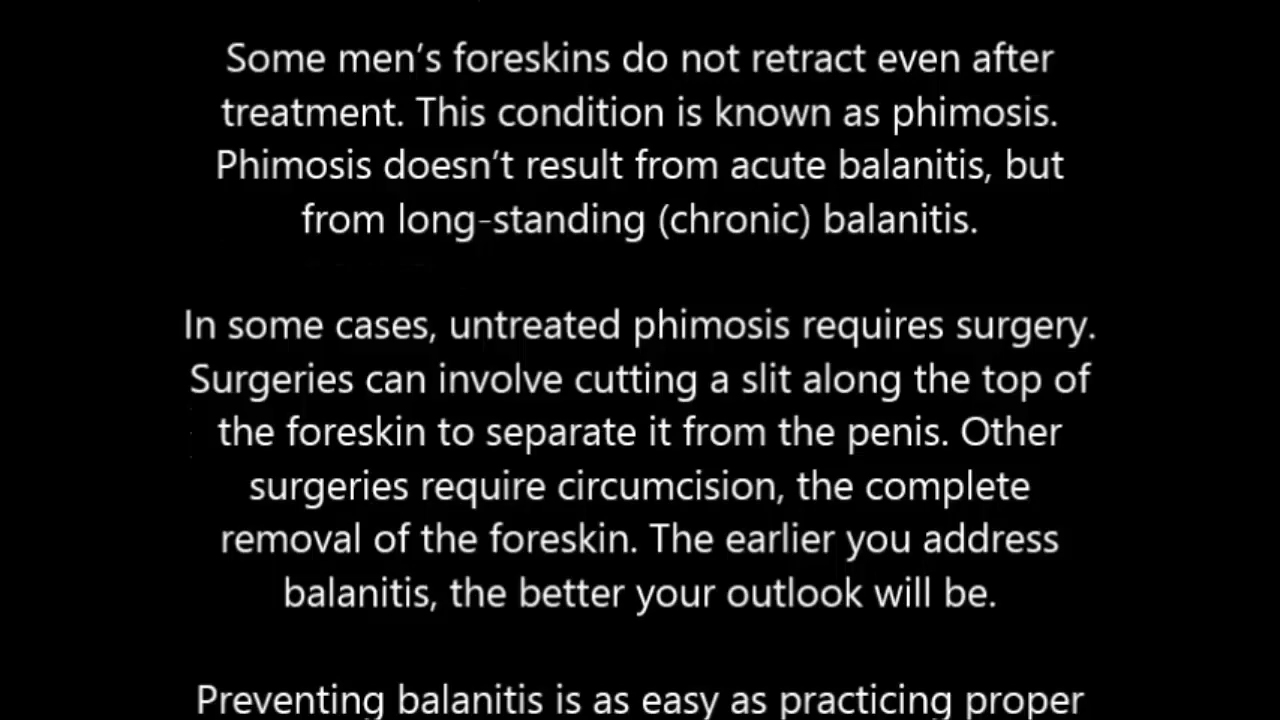 Some men’s foreskins do not retract even after
treatment. This condition is known as phimosis.
Phimosis doesn’t result from acute balanitis, but
from long-standing (chronic) balanitis.
In some cases, untreated phimosis requires surgery.
Surgeries can involve cutting a slit along the top of
the foreskin to separate it from the penis. Other
surgeries require circumcision, the complete
removal of the foreskin. The earlier you address
balanitis, the better your outlook will be.
Preventing balanitis is as easy as practicing proper